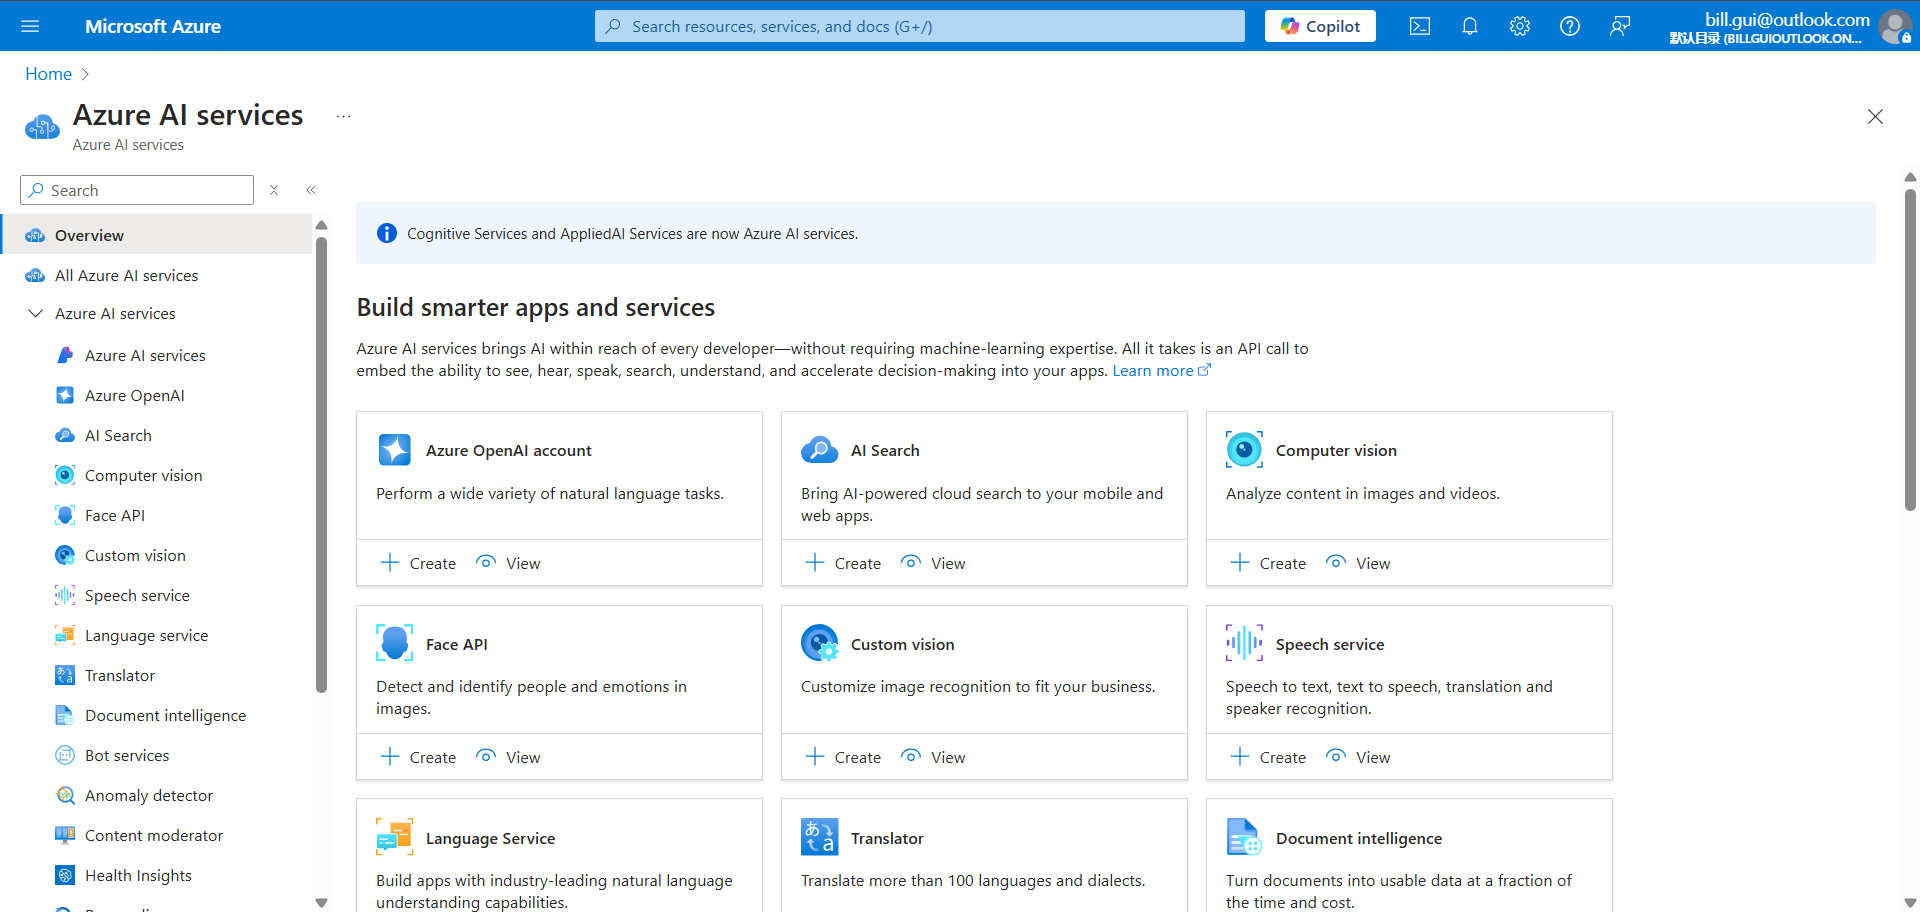 Microsoft Azure
Search resources, services, and docs (G+/)
Copilot
bill.gui@outlook.com
默认目录 (BILLGUIOUTLOOK.ON...
Home
Azure AI services
...
Azure AI services
Search
Overview
All Azure AI services
Azure AI services
Azure AI services
Azure OpenAI
AI Search
Computer vision
Face API
Custom vision
Speech service
Language service
Translator
Document intelligence
Bot services
Anomaly detector
Content moderator
Health Insights
Cognitive Services and AppliedAI Services are now Azure AI services.
Build smarter apps and services
Azure AI services brings AI within reach of every developer—without requiring machine-learning expertise. All it takes is an API call to
embed the ability to see, hear, speak, search, understand, and accelerate decision-making into your apps. Learn more
Azure OpenAI account
Perform a wide variety of natural language tasks.
Create View
AI Search
Bring AI-powered cloud search to your mobile and
web apps.
Create View
Computer vision
Analyze content in images and videos.
Create View
Face API
Detect and identify people and emotions in
images.
Create View
Custom vision
Customize image recognition to fit your business.
Create View
Speech service
Speech to text, text to speech, translation and
speaker recognition.
Create View
Language Service
Build apps with industry-leading natural language
understanding capabilities.
Translator
Translate more than 100 languages and dialects.
Document intelligence
Turn documents into usable data at a fraction of
the time and cost.